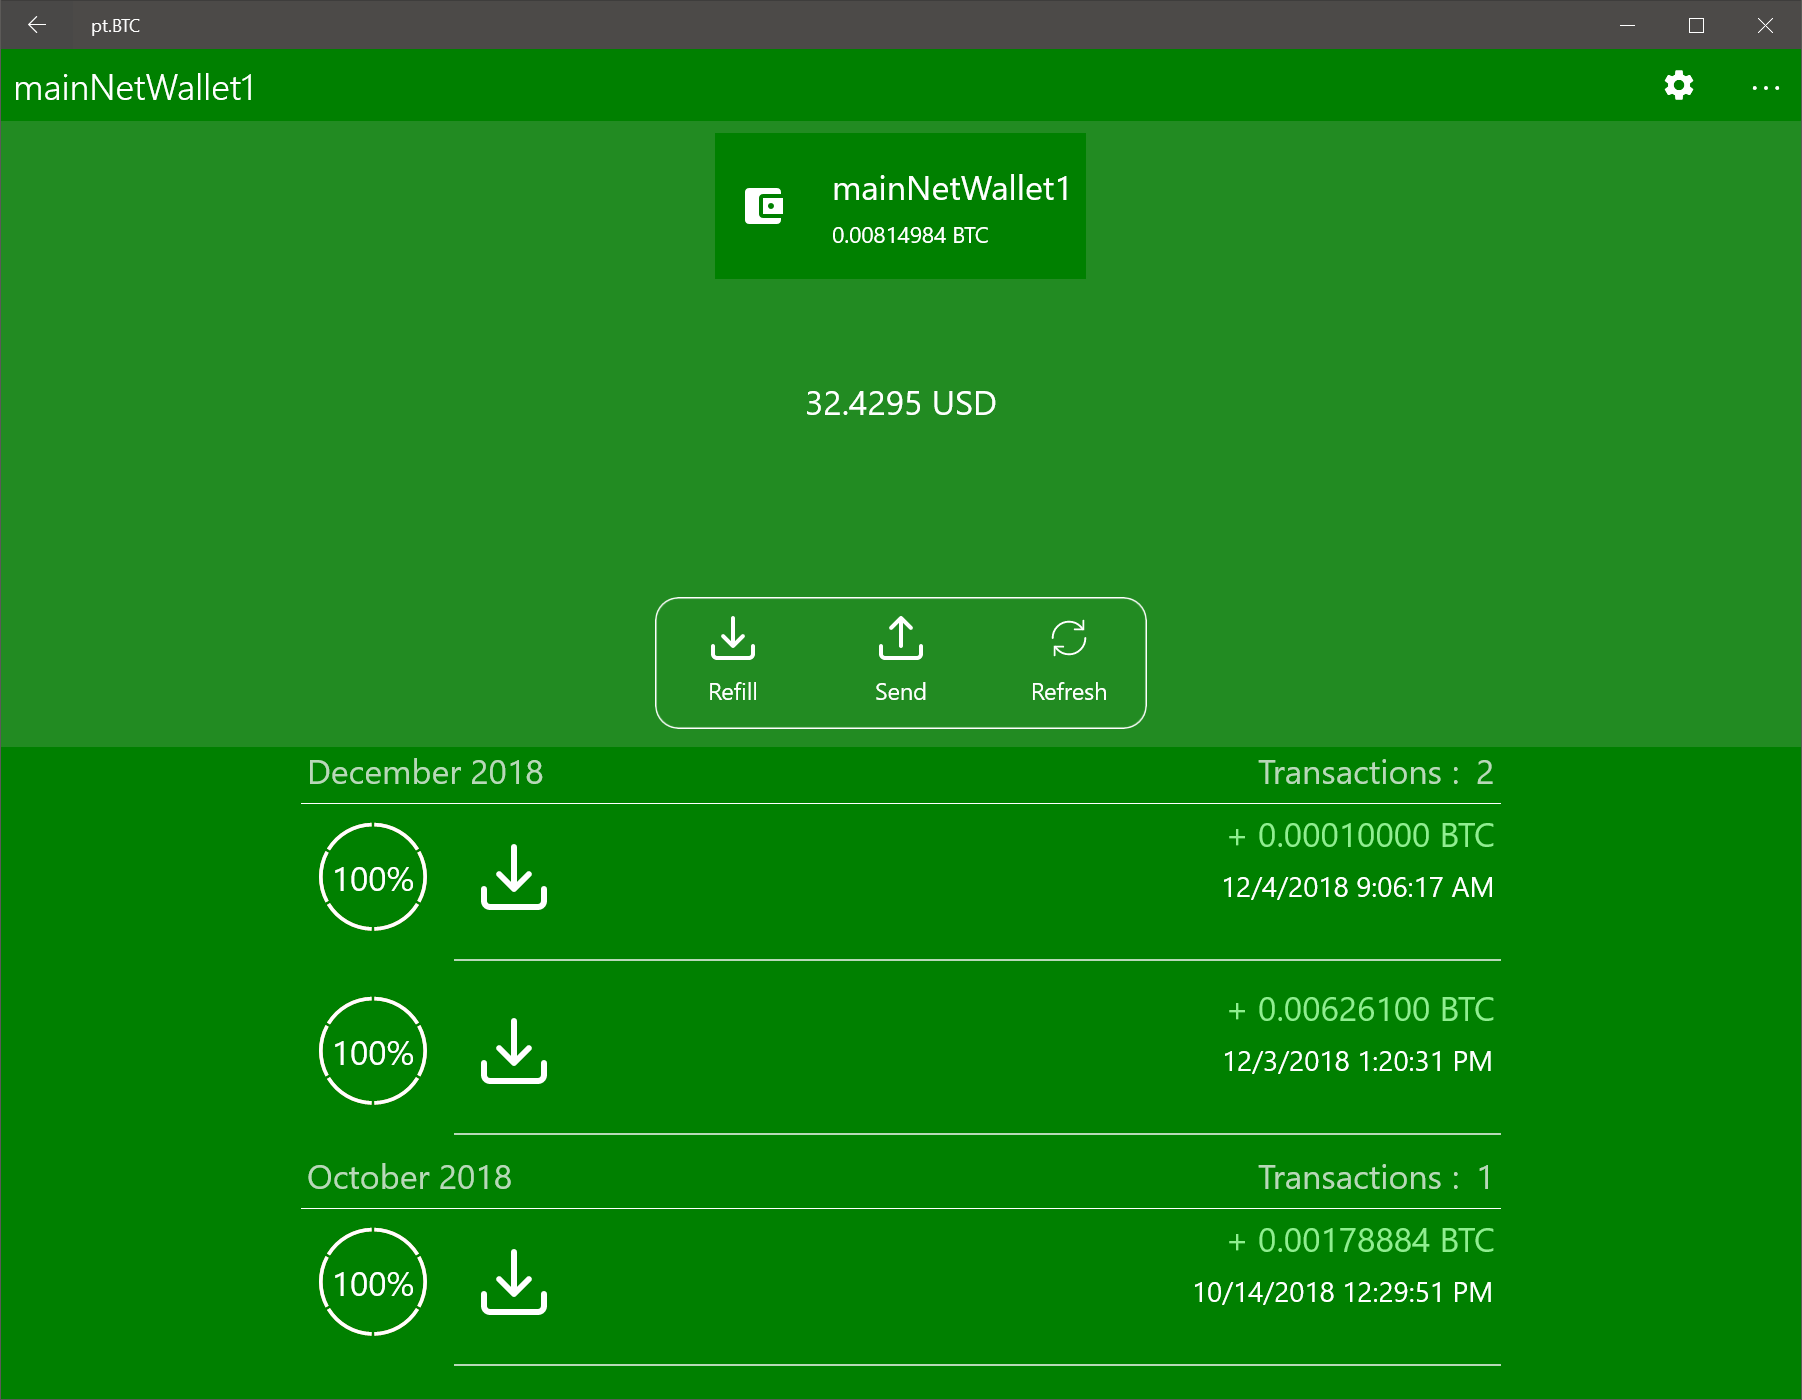 pt.BTC
mainNetWallet1
mainNetWallet1
0.00814984 BTC
32.4295 USD
Refill Send Refresh
December 2018 Transactions : 2
+ 0.00010000 BTC
100%
12/4/2018 9:06:17 AM
+ 0.00626100 BTC
100%
12/3/2018 1:20:31 PM
October 2018 Transactions : 1
+ 0.00178884 BTC
100%
10/14/2018 12:29:51 PM